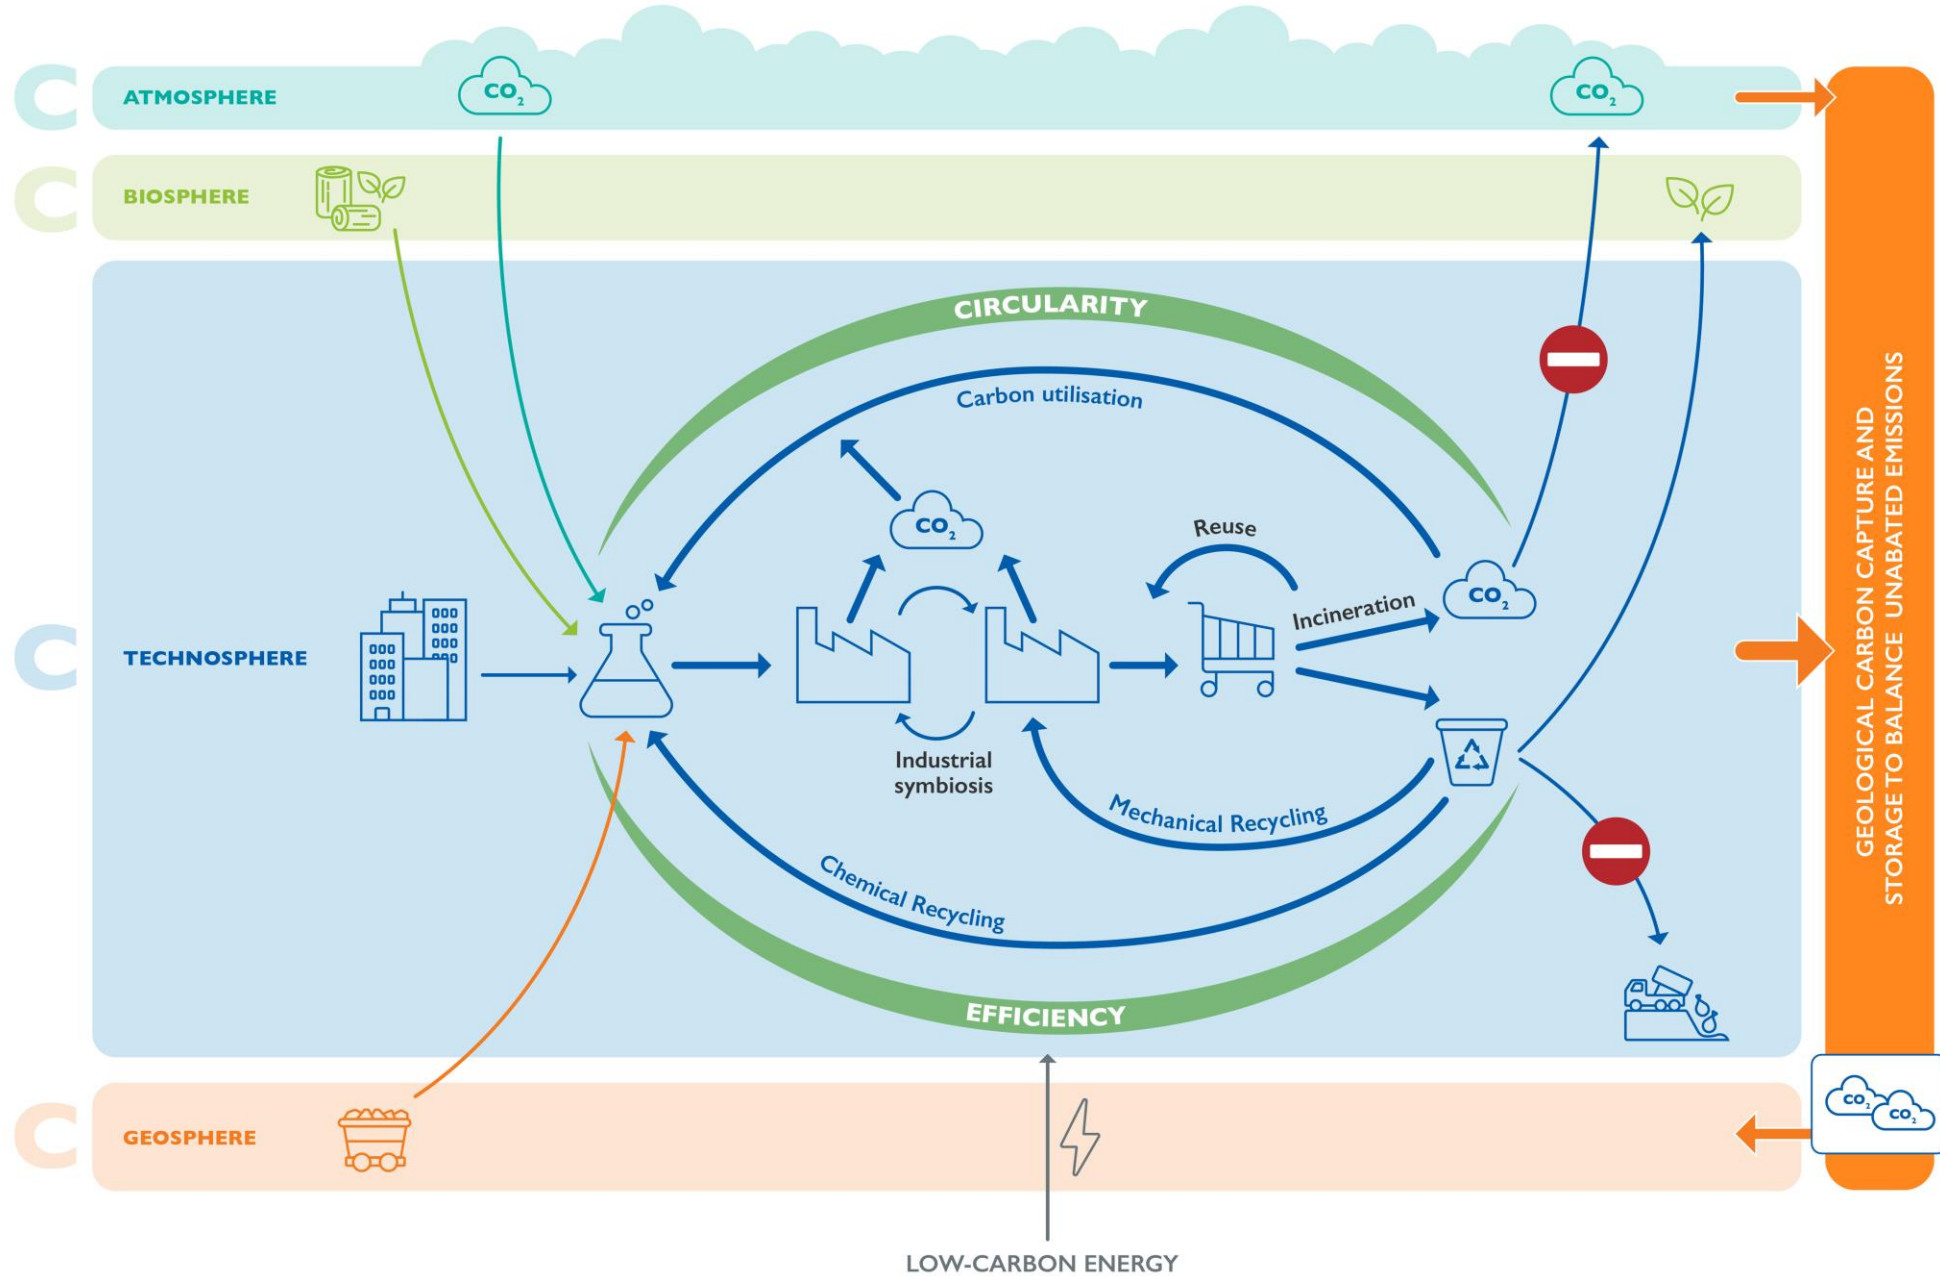 C
ATMOSPHERE
CO2
CO2
C
BIOSPHERE
CIRCULARITY
Carbon utilisation
CO2
Reuse
Incineration
CO2
C
TECHNOSPHERE
Industrial
symbiosis
Mechanical Recycling
Chemical Recycling
EFFICIENCY
C
GEOSPHERE
LOW-CARBON ENERGY
GEOLOGICAL CARBON CAPTURE AND
STORAGE TO BALANCE UNABATED EMISSIONS
CO2
CO2